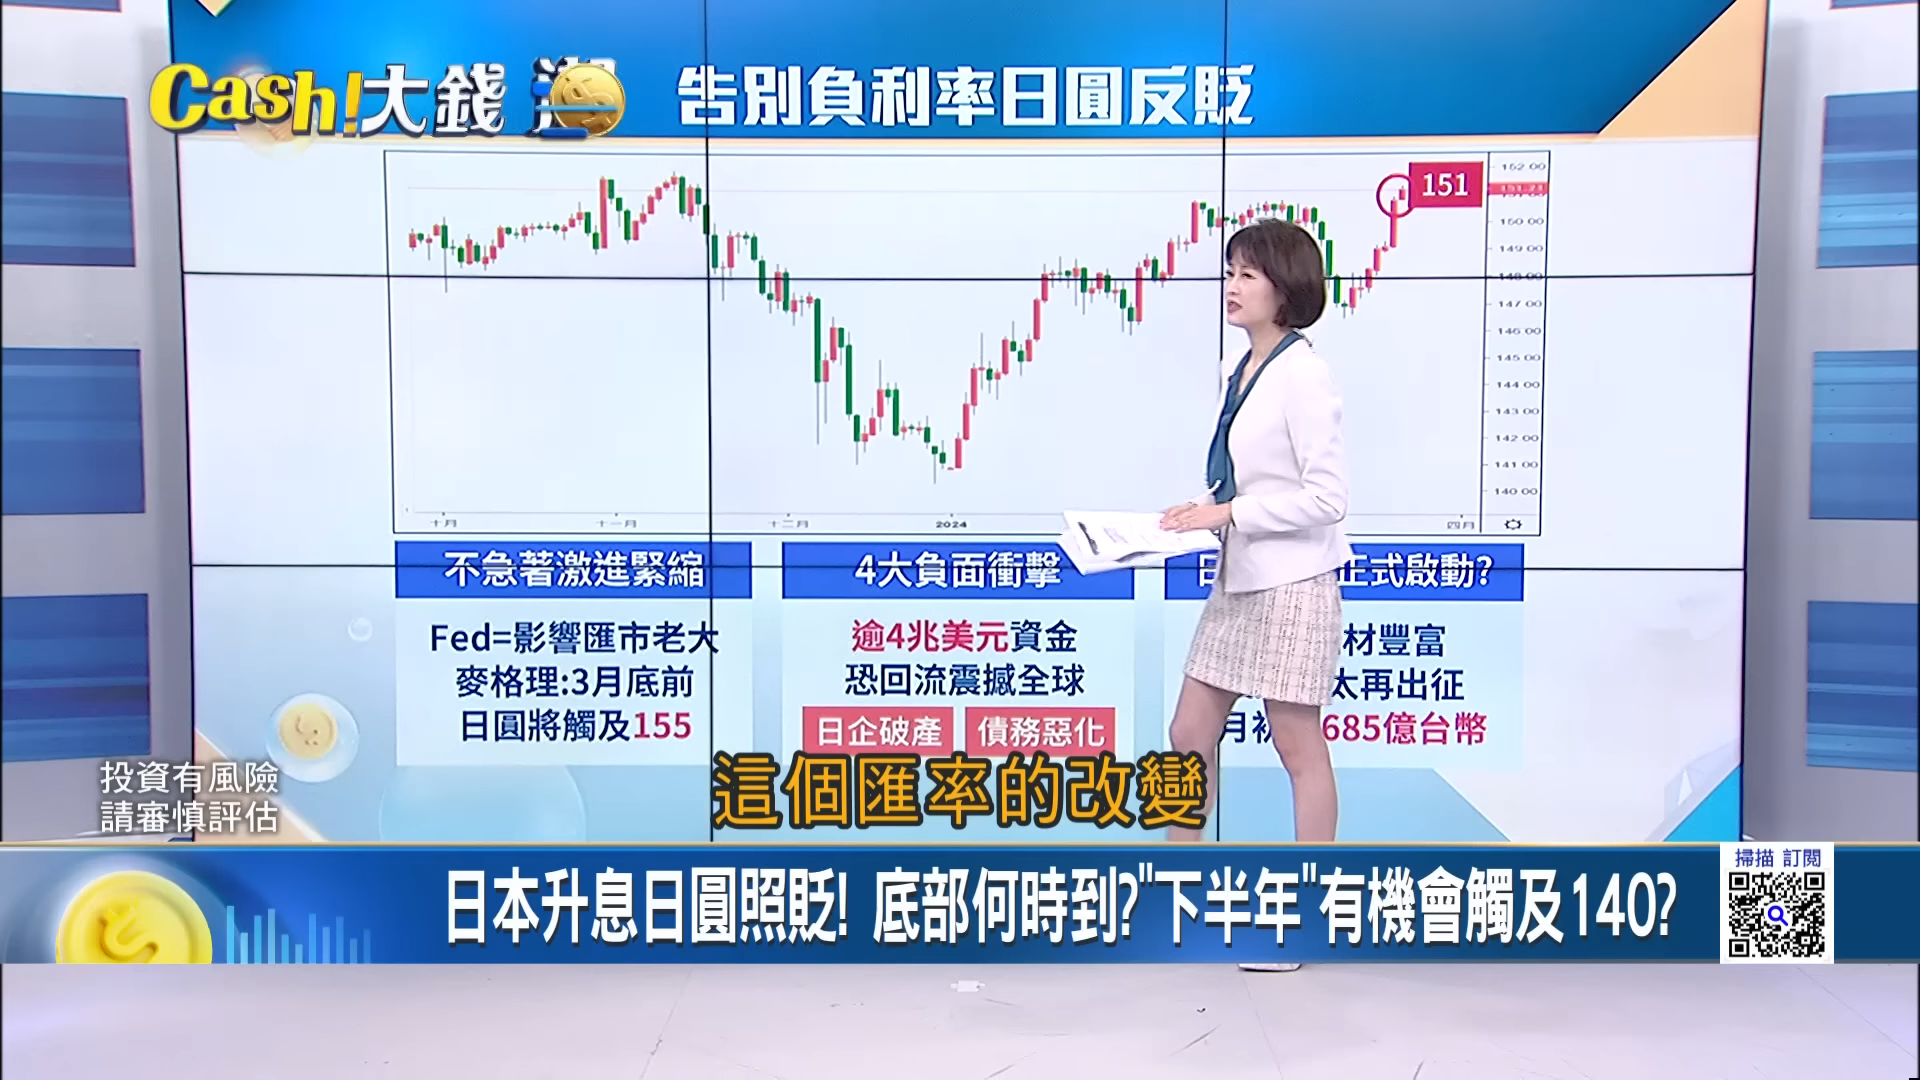 Cash!大錢潮
告別負利率日圓反貶
152.00
151
151.21
150.00
149.00
148.00
147.00
146.00
145.00
144.00
143.00
142.00
141.00
140.00
十月 十一月 十二月 2024 四月
不急著激進緊縮
Fed=影響匯市老大
麥格理:3月底前
日圓將觸及155
4大負面衝擊
逾4兆美元資金
恐回流震撼全球
日企破產 債務惡化
日 正式啟動?
材豐富
太再出征
月初 685億台幣
投資有風險
請審慎評估
這個匯率的改變
掃描 訂閱
日本升息日圓照貶! 底部何時到?"下半年"有機會觸及140?